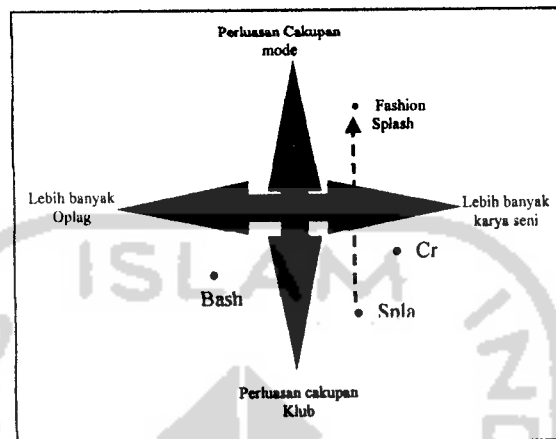 Perluasan Cakupan
mode
Fashion
Splash
Lebih banyak
Oplag
Lebih banyak
karya seni
Cr
Bash
Spla
Perluasan cakupan
Klub
ISLAM